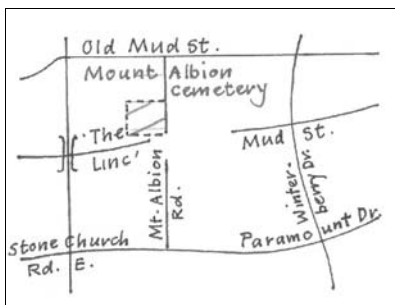 Old Mud St.
Mount Albion
Cemetery
'The
Linc'
Mud St.
Mt. Albion
Rd.
Winter-
berry Dr.
Paramount Dr.
Stone Church
Rd. E.